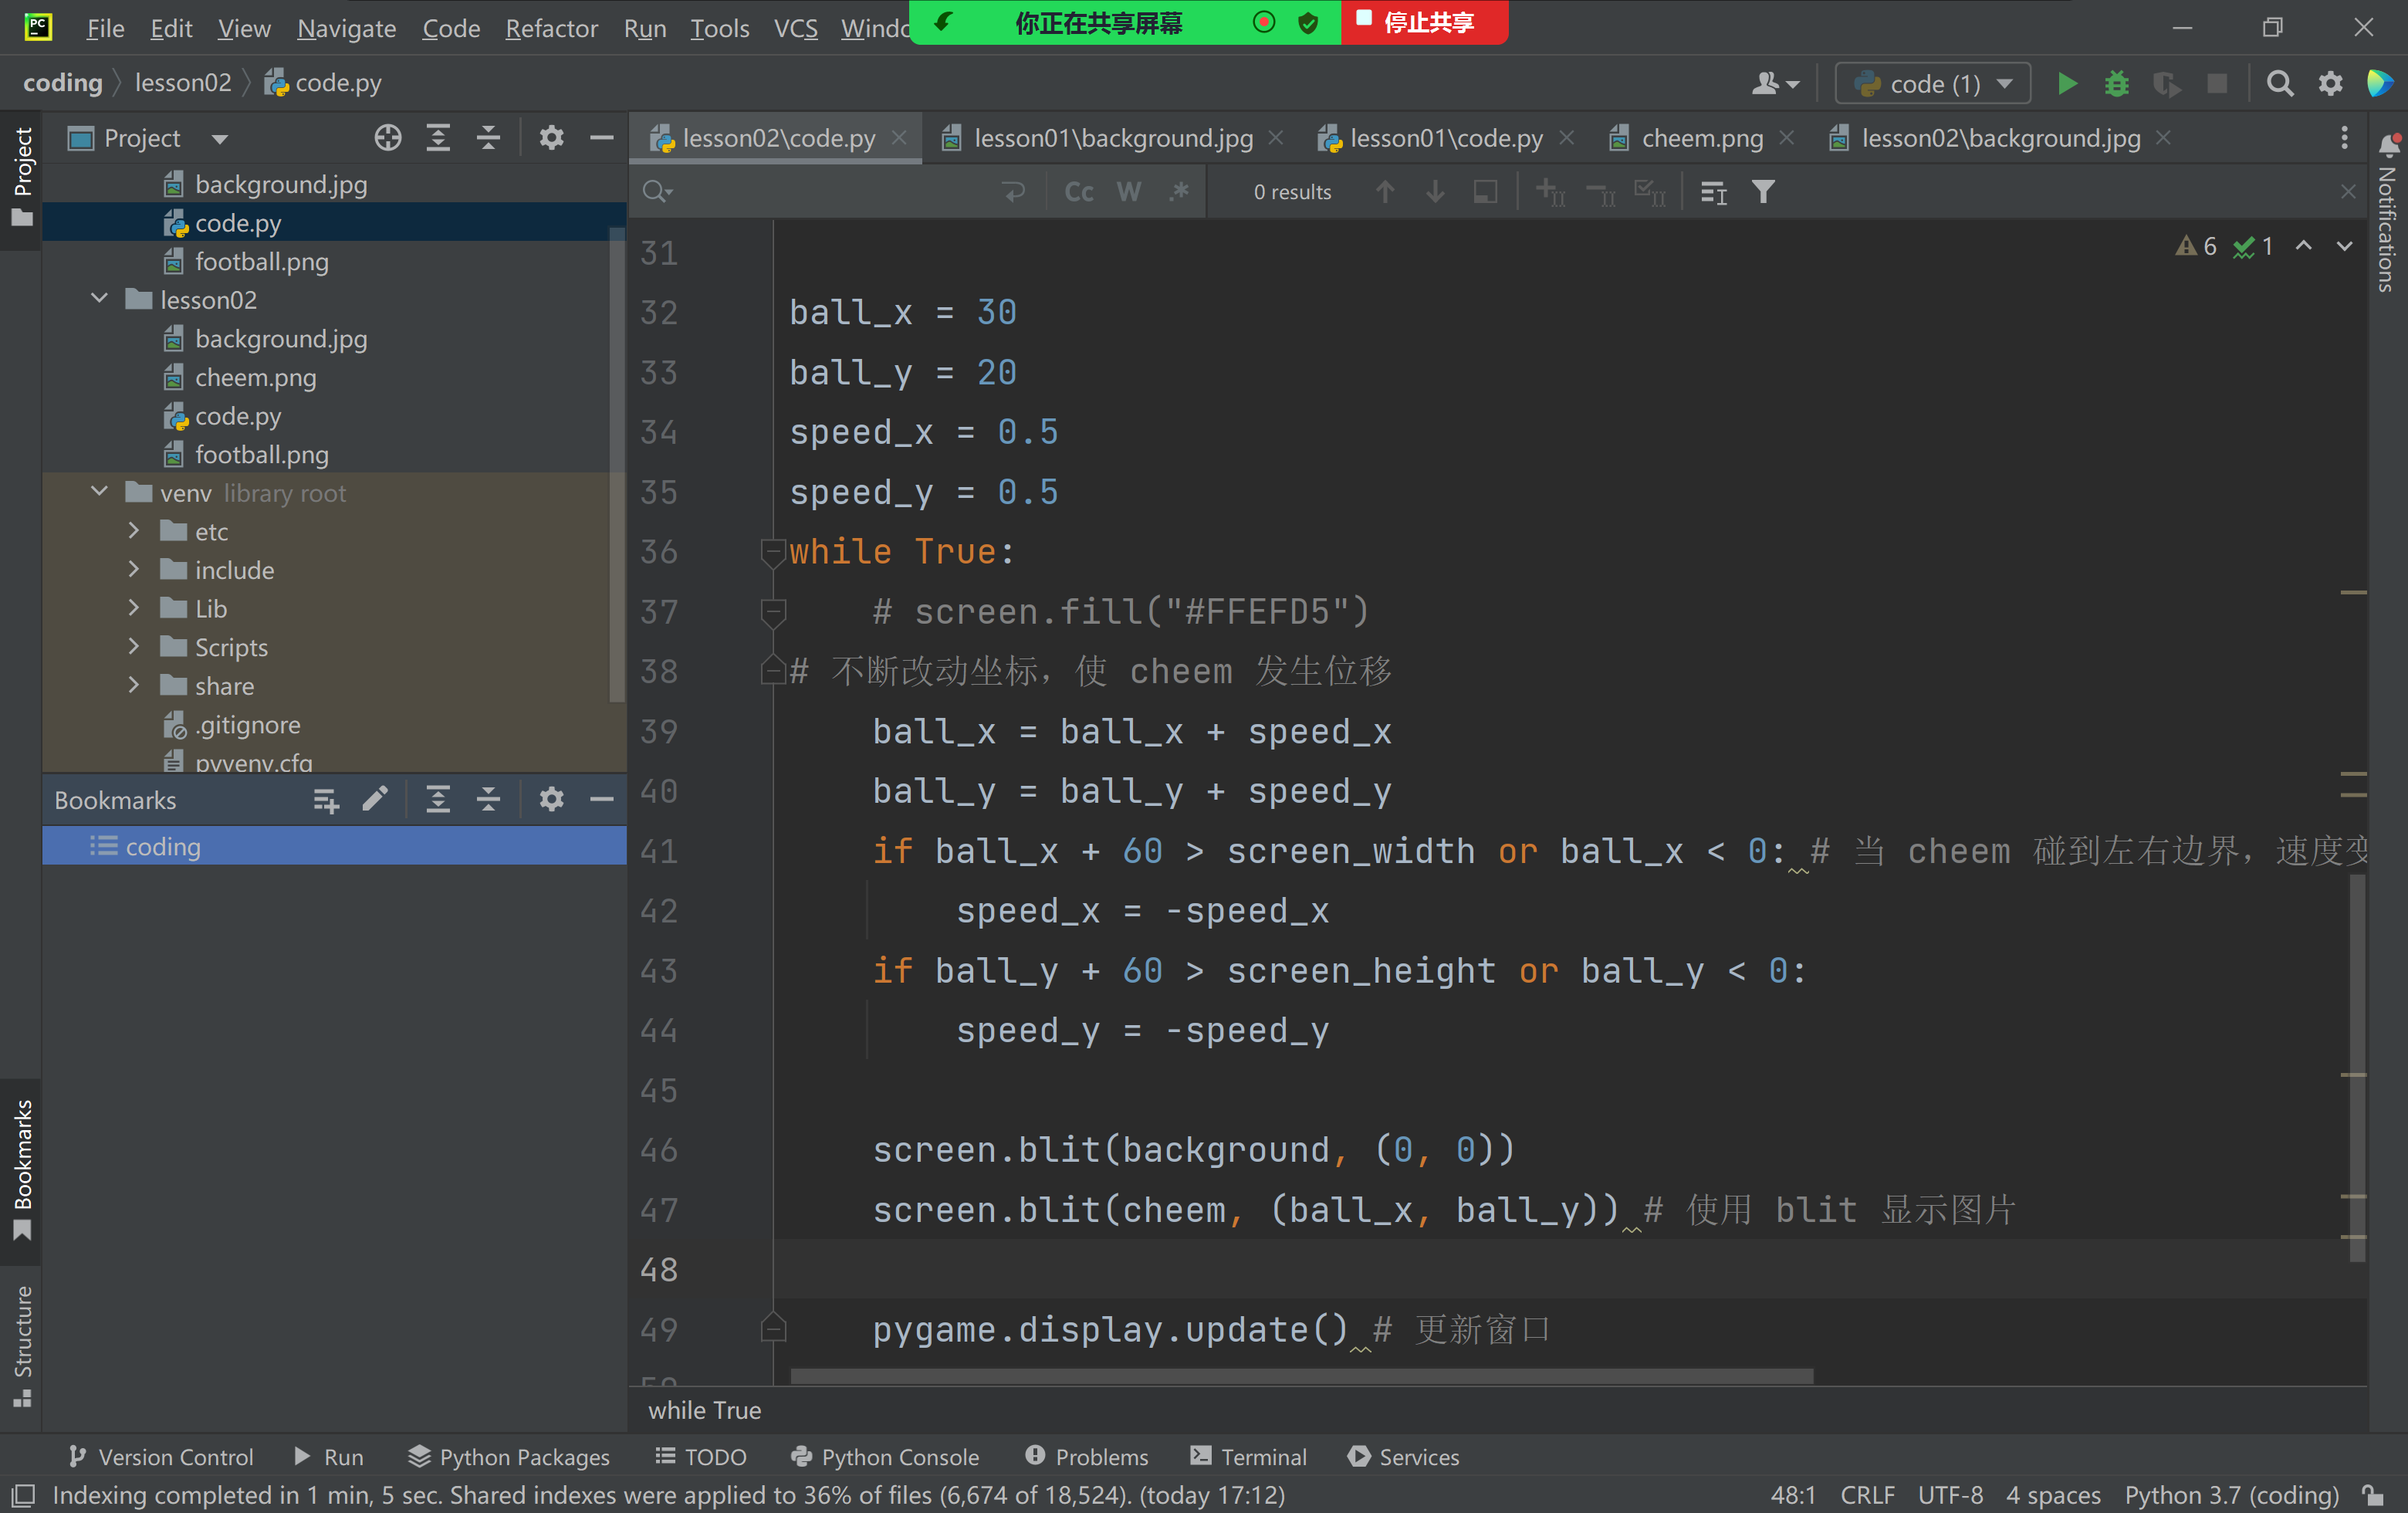 File Edit View Navigate Code Refactor Run Tools VCS
你正在共享屏幕
停止共享
coding lesson02 code.py
code (1)
Project
lesson02\code.py lesson01\background.jpg lesson01\code.py cheem.png lesson02\background.jpg
Cc W .* 0 results
Project
Notifications
background.jpg
code.py
football.png
lesson02
background.jpg
cheem.png
code.py
football.png
venv library root
etc
include
Lib
Scripts
share
.gitignore
pyvenv.cfg
Bookmarks
coding
6 1
31
32 ball_x = 30
33 ball_y = 20
34 speed_x = 0.5
35 speed_y = 0.5
36 while True:
37 # screen.fill("#FFEFD5")
38 # 不断改动坐标，使 cheem 发生位移
39 ball_x = ball_x + speed_x
40 ball_y = ball_y + speed_y
41 if ball_x + 60 > screen_width or ball_x < 0: # 当 cheem 碰到左右边界，速度变
42 speed_x = -speed_x
43 if ball_y + 60 > screen_height or ball_y < 0:
44 speed_y = -speed_y
45
46 screen.blit(background, (0, 0))
47 screen.blit(cheem, (ball_x, ball_y)) # 使用 blit 显示图片
48
49 pygame.display.update() # 更新窗口
while True
Bookmarks
Structure
Version Control Run Python Packages TODO Python Console Problems Terminal Services
Indexing completed in 1 min, 5 sec. Shared indexes were applied to 36% of files (6,674 of 18,524). (today 17:12) 48:1 CRLF UTF-8 4 spaces Python 3.7 (coding)